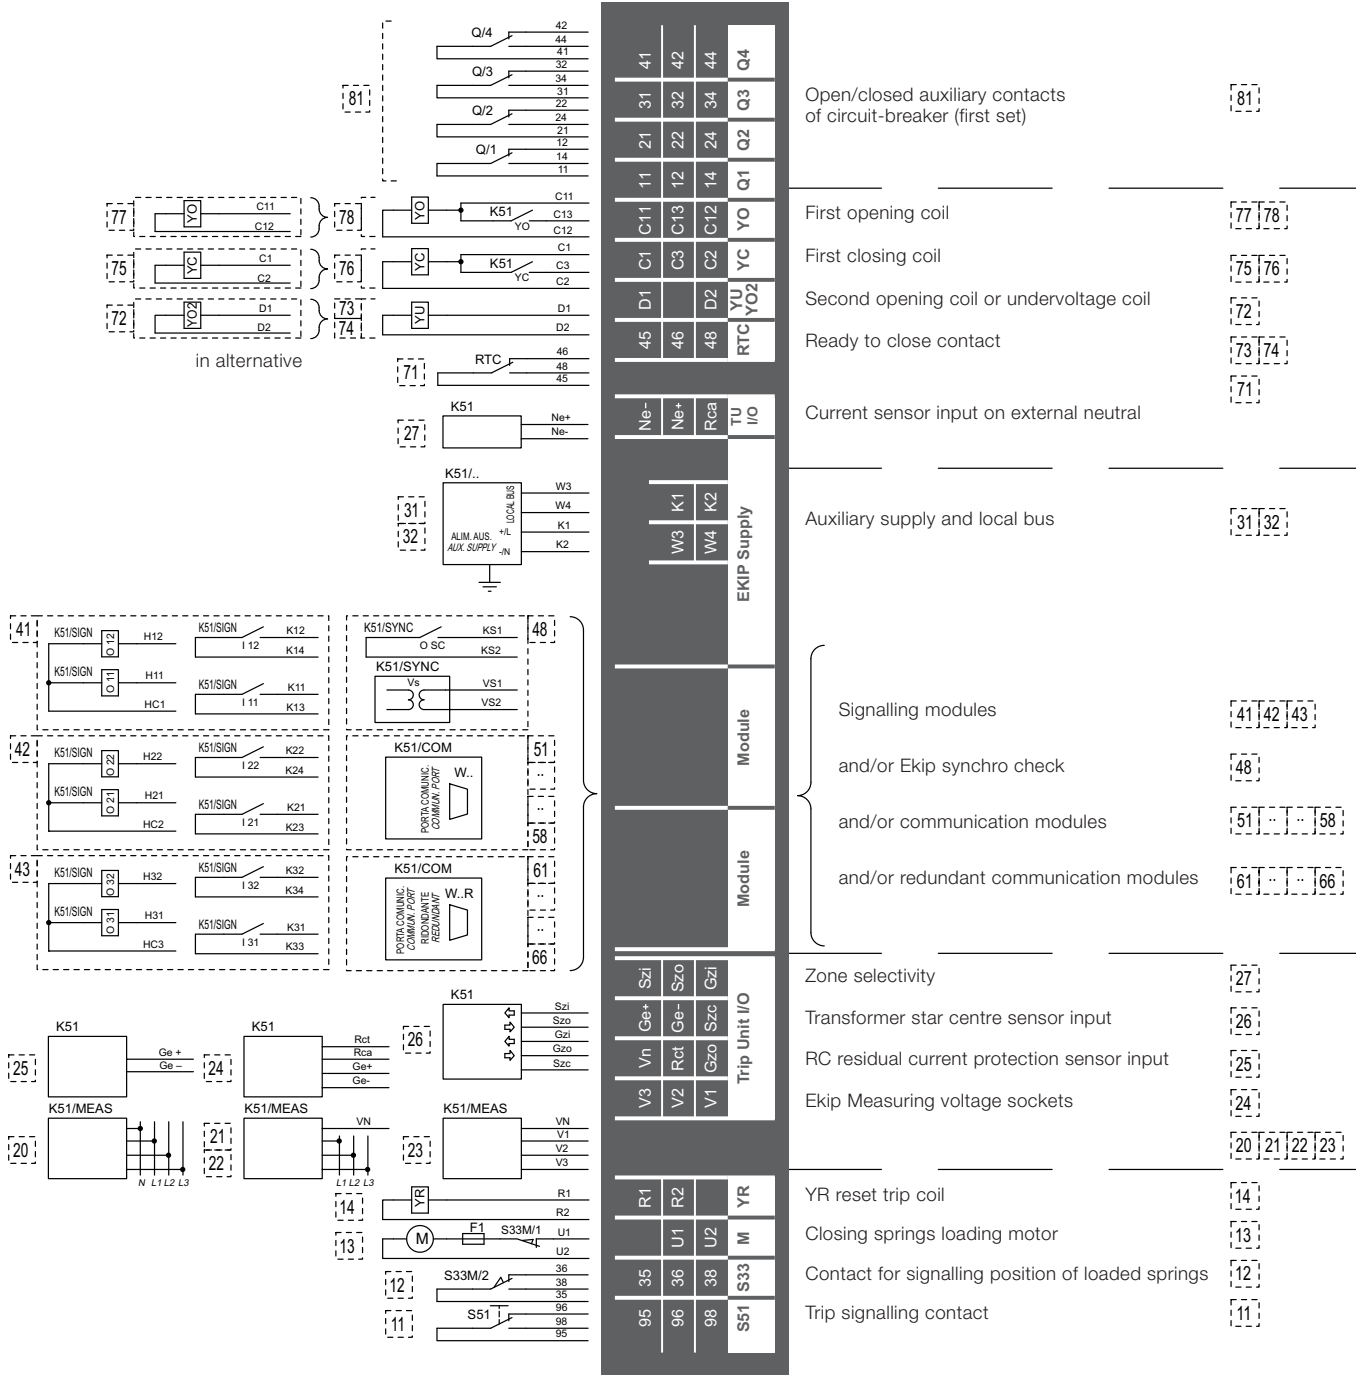 81
Q/4
42
44
41
Q/3
32
34
31
Q/2
22
24
21
Q/1
12
14
11
77
YO
C11
C12
78
YO
K51
YO
C11
C13
C12
75
YC
C1
C2
76
YC
K51
YC
C1
C3
C2
72
YO2
D1
D2
73
74
YU
D1
D2
in alternative
71
RTC
46
48
45
27
K51
Ne+
Ne-
31
32
K51/..
LOCAL BUS
ALIM. AUS.
AUX. SUPPLY
+/L
-/N
W3
W4
K1
K2
41
K51/SIGN
O 12
H12
K51/SIGN
O 11
H11
HC1
K51/SIGN
I 12
K12
K14
K51/SIGN
I 11
K11
K13
48
K51/SYNC
O SC
KS1
KS2
K51/SYNC
Vs
VS1
VS2
42
K51/SIGN
O 22
H22
K51/SIGN
O 21
H21
HC2
K51/SIGN
I 22
K22
K24
K51/SIGN
I 21
K21
K23
K51/COM
PORTA COMUNIC.
COMMUN. PORT
W..
51
..
..
58
43
K51/SIGN
O 32
H32
K51/SIGN
O 31
H31
HC3
K51/SIGN
I 32
K32
K34
K51/SIGN
I 31
K31
K33
K51/COM
PORTA COMUNIC.
COMMUN. PORT
RIDONDANTE
REDUNDANT
W..R
61
..
..
66
25
K51
Ge +
Ge –
24
K51
Rct
Rca
Ge+
Ge-
26
K51
Szi
Szo
Gzi
Gzo
Szc
20
K51/MEAS
N L1 L2 L3
21
22
K51/MEAS
VN
L1 L2 L3
23
K51/MEAS
VN
V1
V2
V3
14
YR
R1
R2
13
M
F1
S33M/1
U1
U2
12
S33M/2
36
38
35
11
S51
96
98
95
41 42 44 Q4
31 32 34 Q3
21 22 24 Q2
11 12 14 Q1
C11 C13 C12 YO
C1 C3 C2 YC
D1 D2 YU YO2
45 46 48 RTC
Ne- Ne+ Rca TU I/O
K1 K2
W3 W4
EKIP Supply
Module
Module
Szi Szo Gzi
Ge+ Ge- Szc
Vn Rct Gzo
V3 V2 V1
Trip Unit I/O
R1 R2 YR
U1 U2 M
35 36 38 S33
95 96 98 S51
Open/closed auxiliary contacts
of circuit-breaker (first set)
81
First opening coil
77 78
First closing coil
75 76
Second opening coil or undervoltage coil
72
Ready to close contact
73 74
71
Current sensor input on external neutral
Auxiliary supply and local bus
31 32
Signalling modules
41 42 43
and/or Ekip synchro check
48
and/or communication modules
51 .. .. 58
and/or redundant communication modules
61 .. .. 66
Zone selectivity
27
Transformer star centre sensor input
26
RC residual current protection sensor input
25
Ekip Measuring voltage sockets
24
20 21 22 23
YR reset trip coil
14
Closing springs loading motor
13
Contact for signalling position of loaded springs
12
Trip signalling contact
11